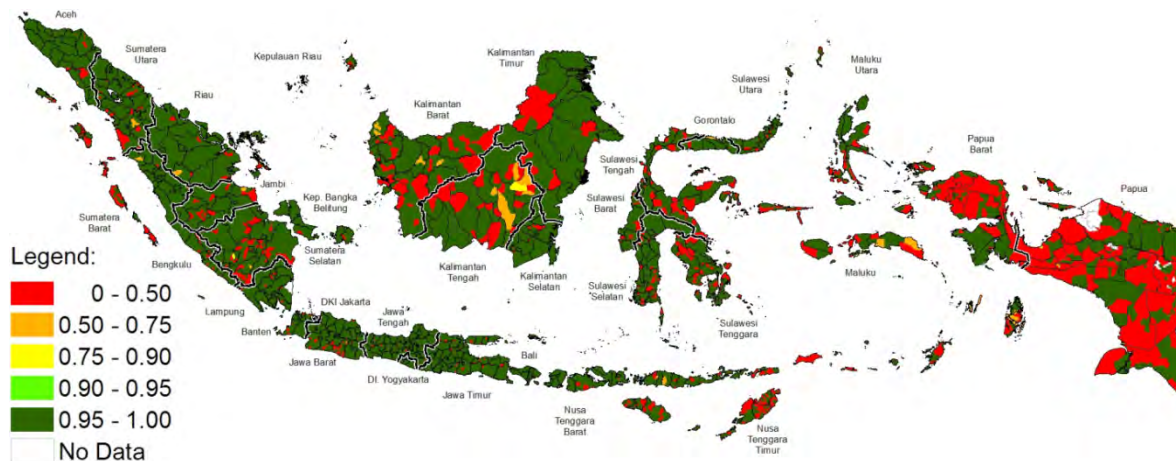 Aceh
Sumatera
Utara
Kepulauan Riau
Riau
Kalimantan
Timur
Kalimantan
Barat
Sulawesi
Utara
Maluku
Utara
Gorontalo
Papua
Barat
Sulawesi
Tengah
Papua
Jambi
Kep. Bangka
Belitung
Sulawesi
Barat
Sumatera
Barat
Sumatera
Selatan
Legend:
Bengkulu
Kalimantan
Tengah
Kalimantan
Selatan
Maluku
0 - 0.50
Sulawesi
Selatan
0.50 - 0.75
Lampung
DKI Jakarta
Jawa
Tengah
Banten
Sulawesi
Tenggara
0.75 - 0.90
Jawa Barat
Bali
0.90 - 0.95
DI. Yogyakarta
Jawa Timur
0.95 - 1.00
Nusa
Tenggara
Barat
Nusa
Tenggara
Timur
No Data